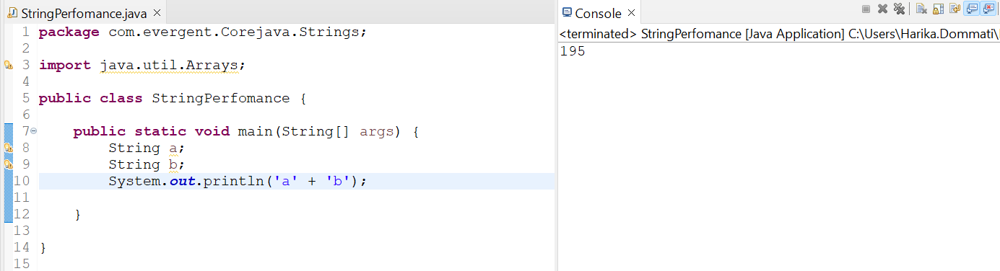 StringPerfomance.java
1 package com.evergent.Corejava.Strings;
2
3 import java.util.Arrays;
4
5 public class StringPerfomance {
6
7 public static void main(String[] args) {
8 String a;
9 String b;
10 System.out.println('a' + 'b');
11
12 }
13
14 }
15
Console
<terminated> StringPerfomance [Java Application] C:\Users\Harika.Dommati\
195